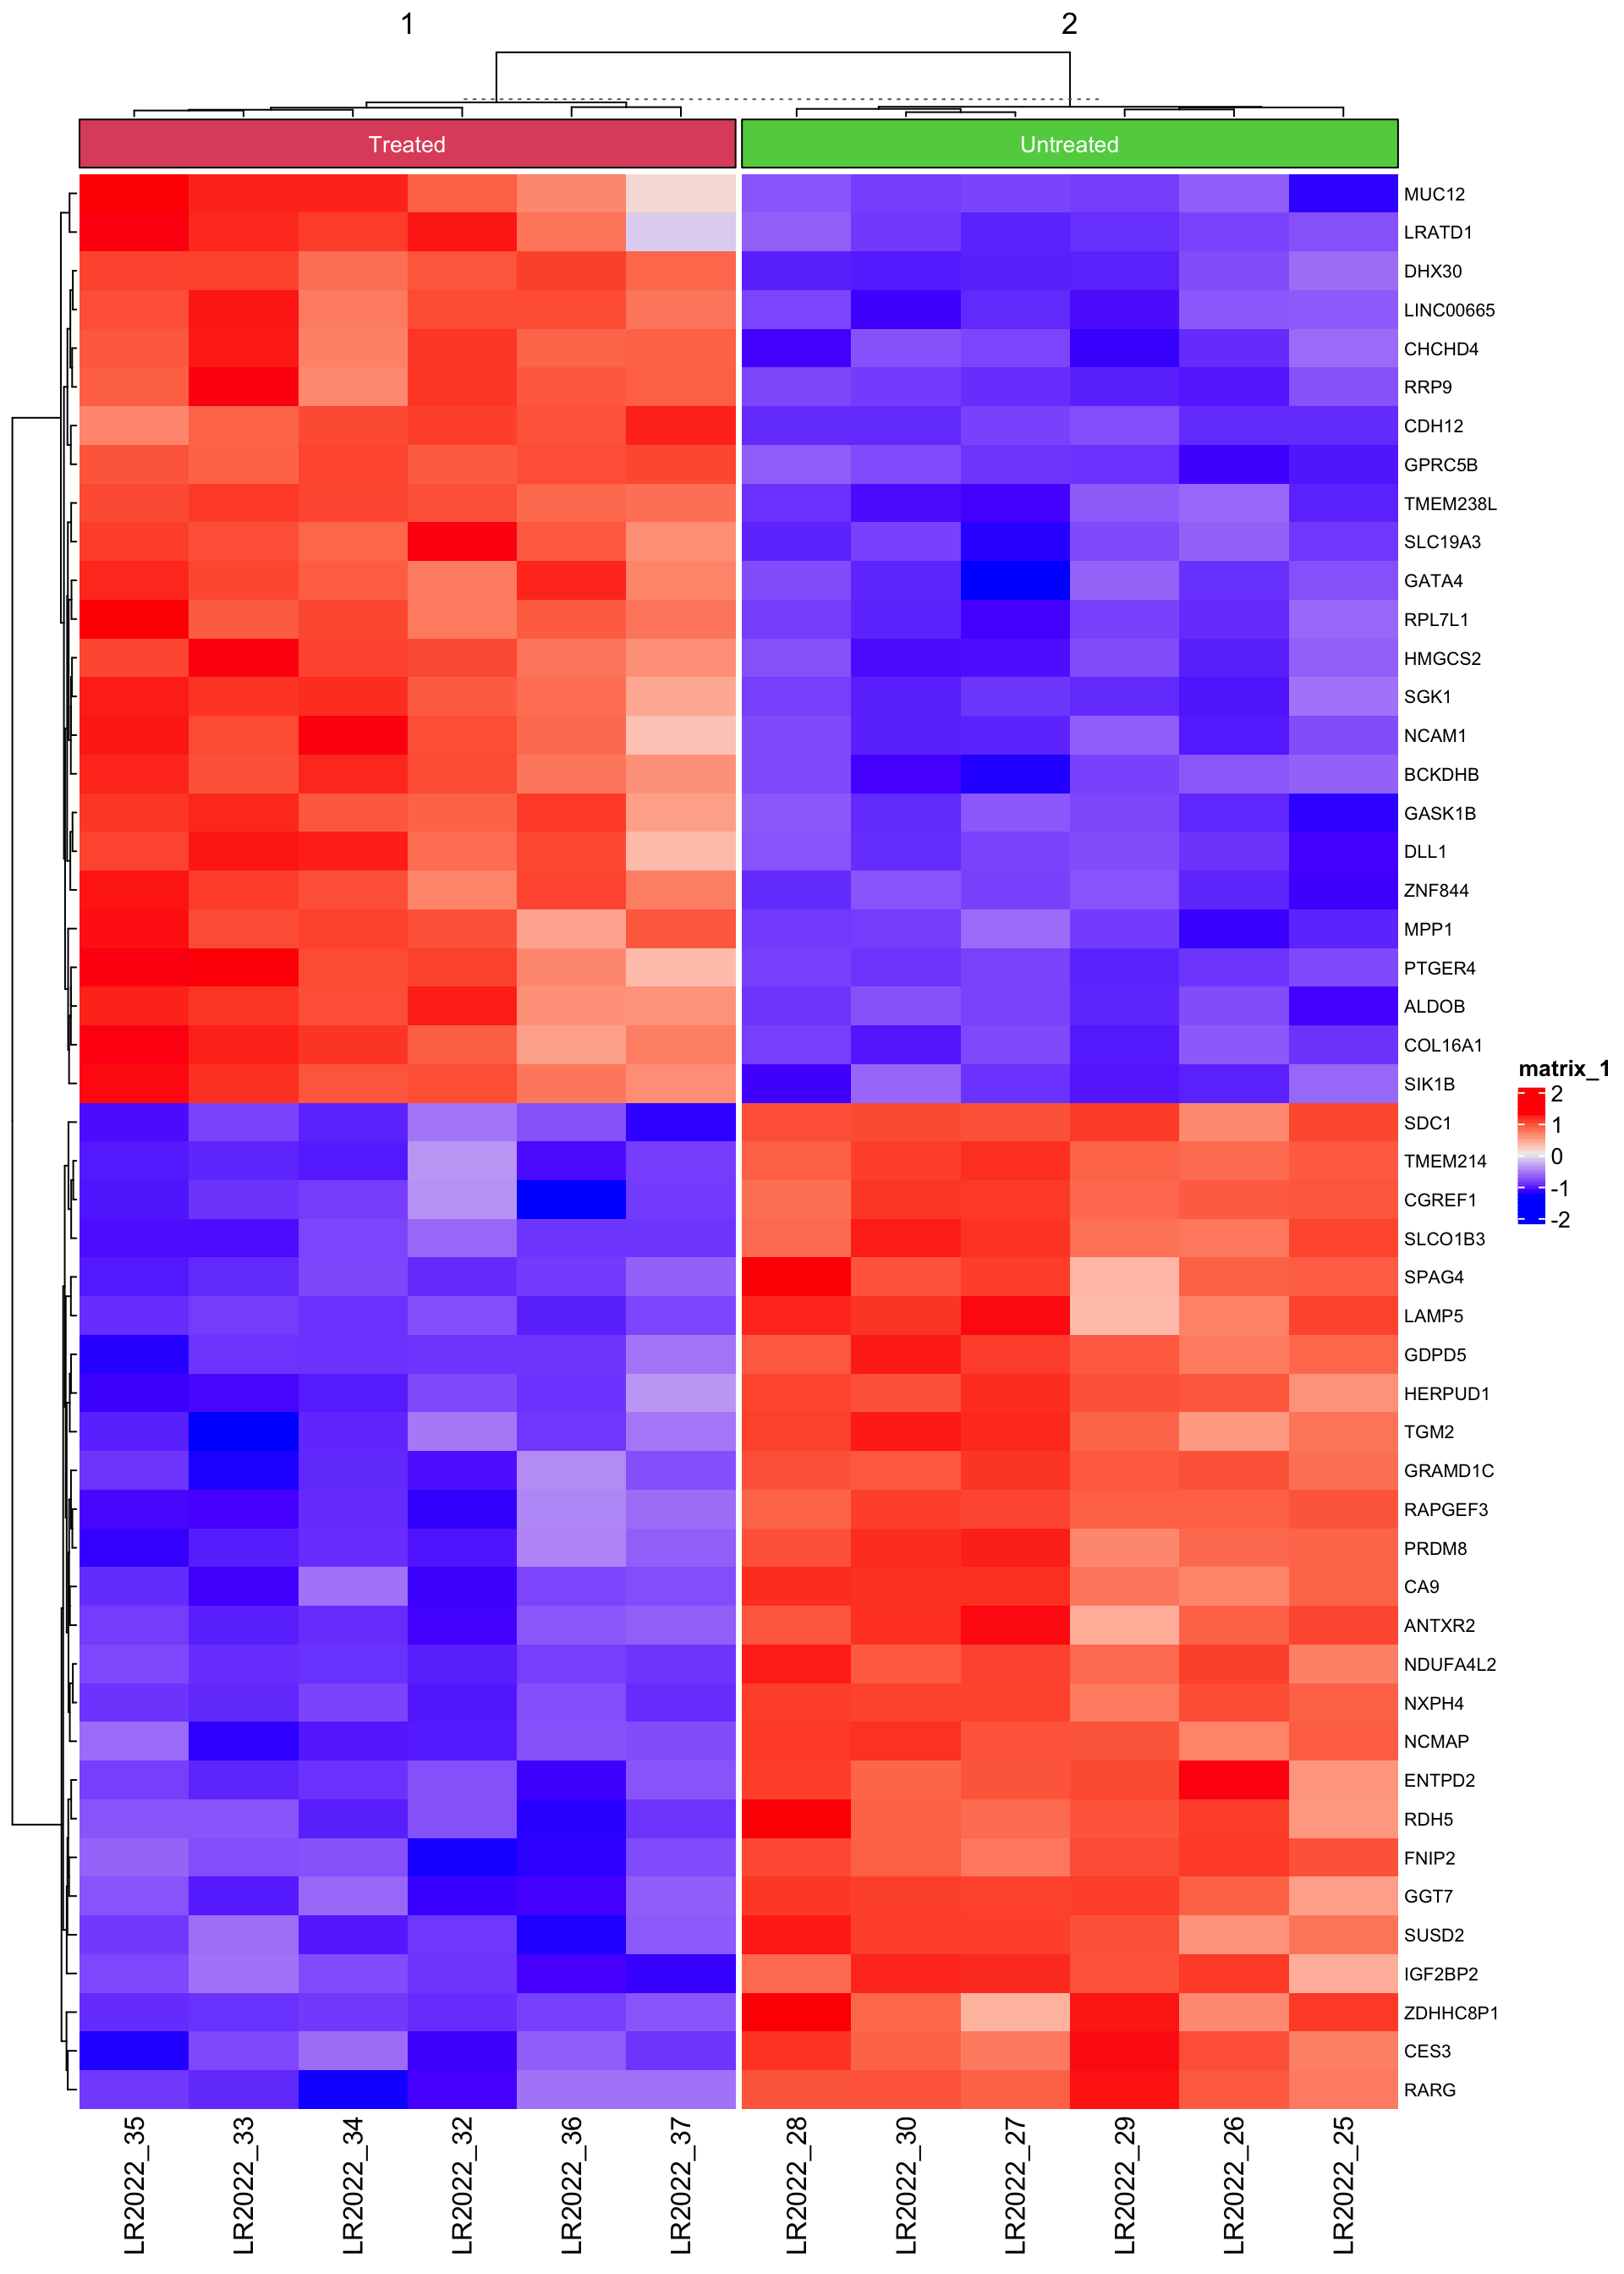 1
2
Treated
Untreated
MUC12
LRATD1
DHX30
LINC00665
CHCHD4
RRP9
CDH12
GPRC5B
TMEM238L
SLC19A3
GATA4
RPL7L1
HMGCS2
SGK1
NCAM1
BCKDHB
GASK1B
DLL1
ZNF844
MPP1
PTGER4
ALDOB
COL16A1
SIK1B
SDC1
TMEM214
CGREF1
SLCO1B3
SPAG4
LAMP5
GDPD5
HERPUD1
TGM2
GRAMD1C
RAPGEF3
PRDM8
CA9
ANTXR2
NDUFA4L2
NXPH4
NCMAP
ENTPD2
RDH5
FNIP2
GGT7
SUSD2
IGF2BP2
ZDHHC8P1
CES3
RARG
matrix_1
2
1
0
-1
-2
LR2022_35
LR2022_33
LR2022_34
LR2022_32
LR2022_36
LR2022_37
LR2022_28
LR2022_30
LR2022_27
LR2022_29
LR2022_26
LR2022_25